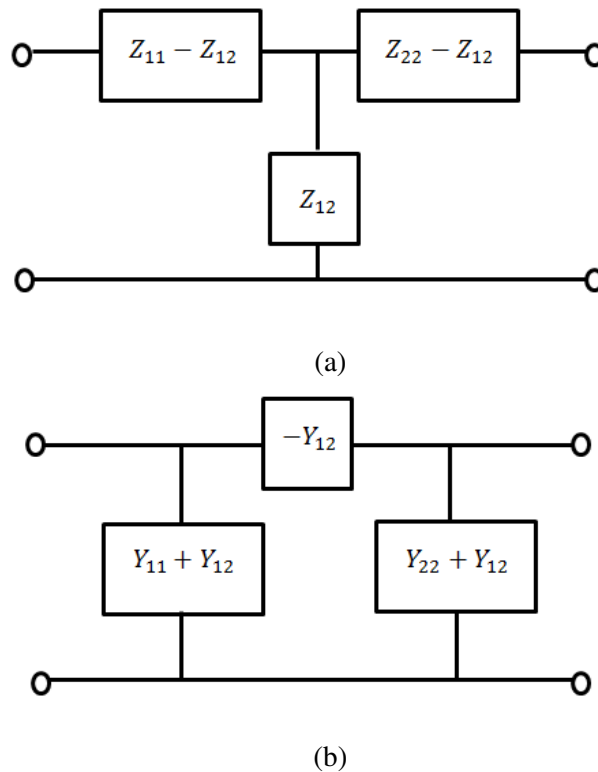 Z₁₁ − Z₁₂ Z₂₂ − Z₁₂
Z₁₂
(a)
−Y₁₂
Y₁₁ + Y₁₂ Y₂₂ + Y₁₂
(b)